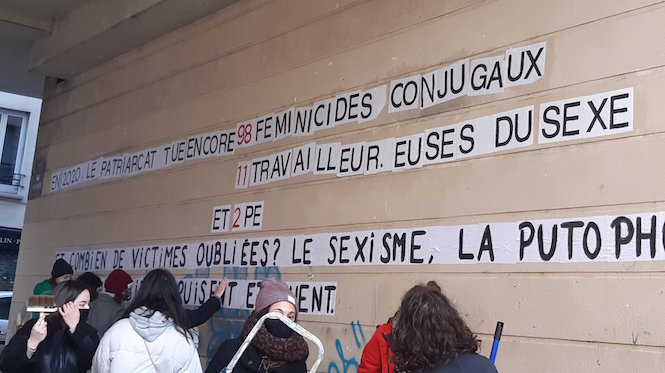 EN 2020, LE PATRIARCAT TUE ENCORE 98 FEMINICIDES CONJUGAUX
11 TRAVAILLEUR.EUSES DU SEXE
ET 2 PE
ET COMBIEN DE VICTIMES OUBLIÉES? LE SEXISME, LA PUTOPHO
QUISENT ET ENT.